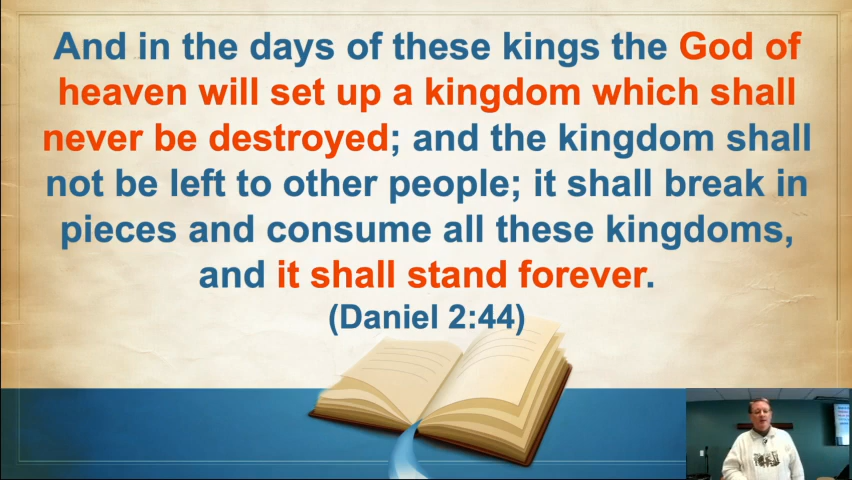 And in the days of these kings the God of
heaven will set up a kingdom which shall
never be destroyed; and the kingdom shall
not be left to other people; it shall break in
pieces and consume all these kingdoms,
and it shall stand forever.
(Daniel 2:44)